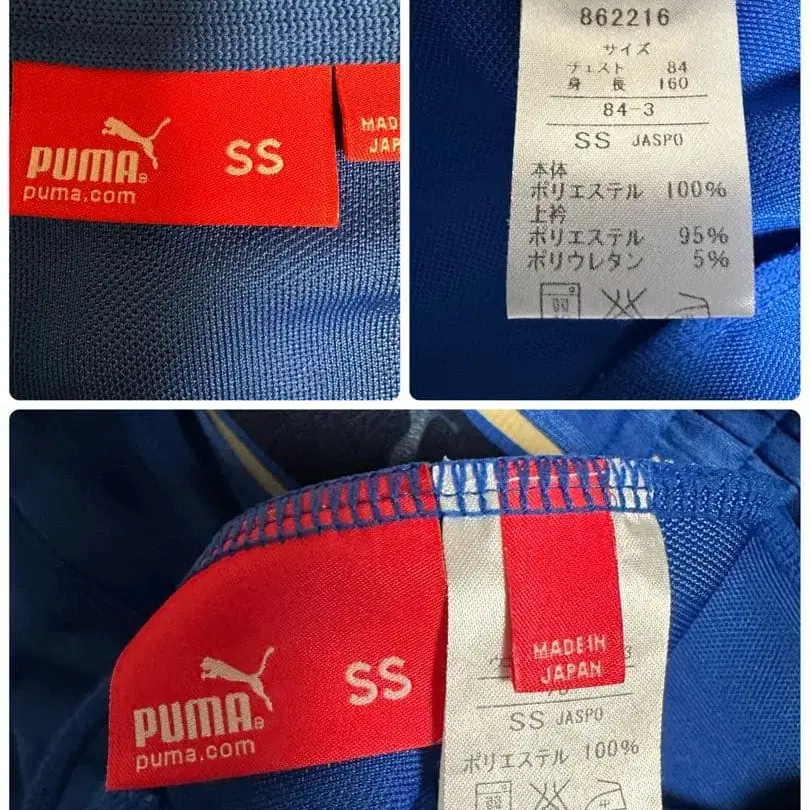 PUMA®
puma.com
SS
MAD
JAP
862216
サイズ
チェスト 84
身長 160
84-3
SS JASPO
本体
ポリエステル 100%
上衿
ポリエステル 95%
ポリウレタン 5%
PUMA®
puma.com
SS
MADE IN
JAPAN
SS JASPO
ポリエステル 100%